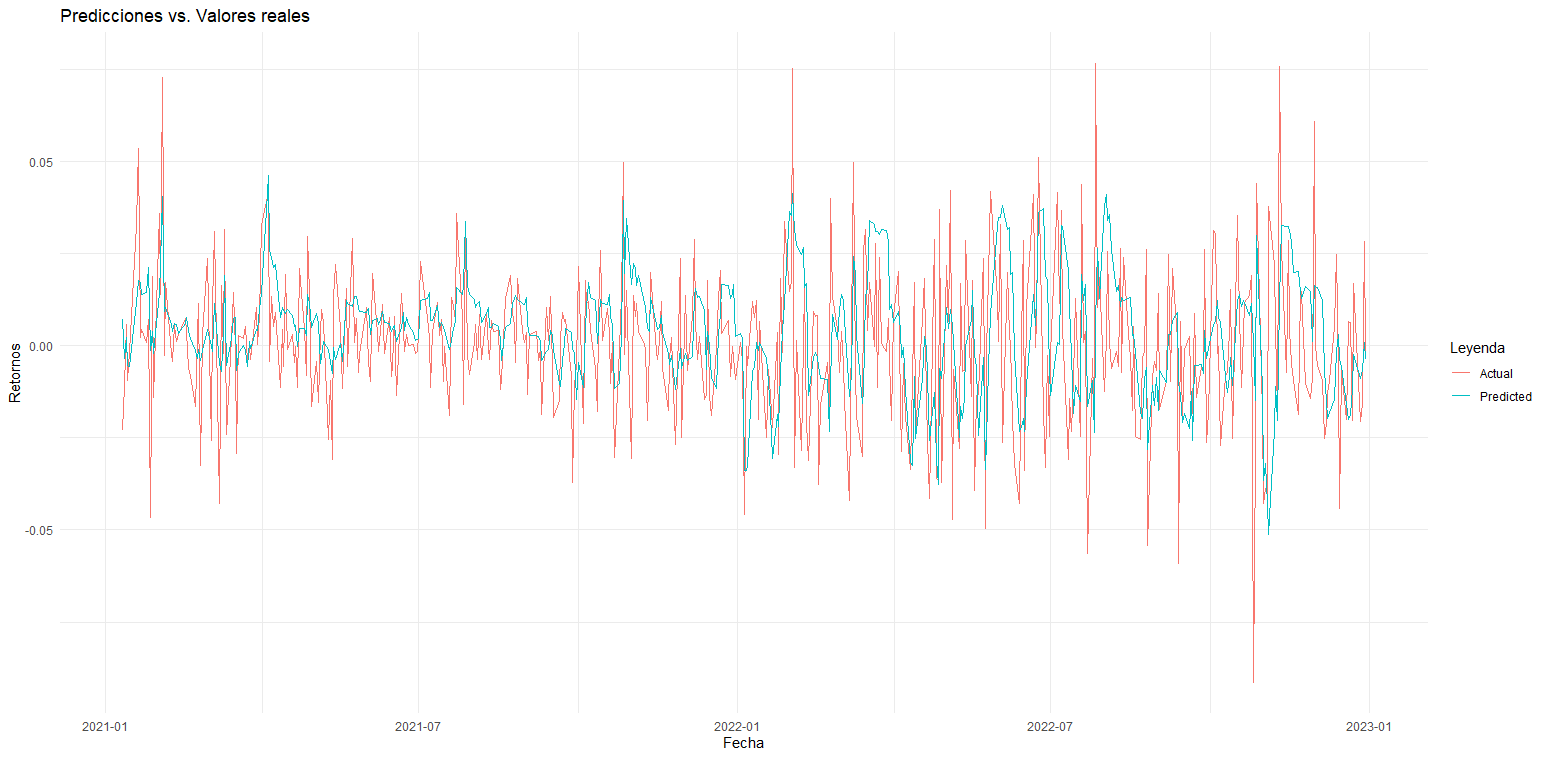 Predicciones vs. Valores reales
Retornos
0.05
0.00
-0.05
2021-01
2021-07
2022-01
2022-07
2023-01
Fecha
Leyenda
Actual
Predicted